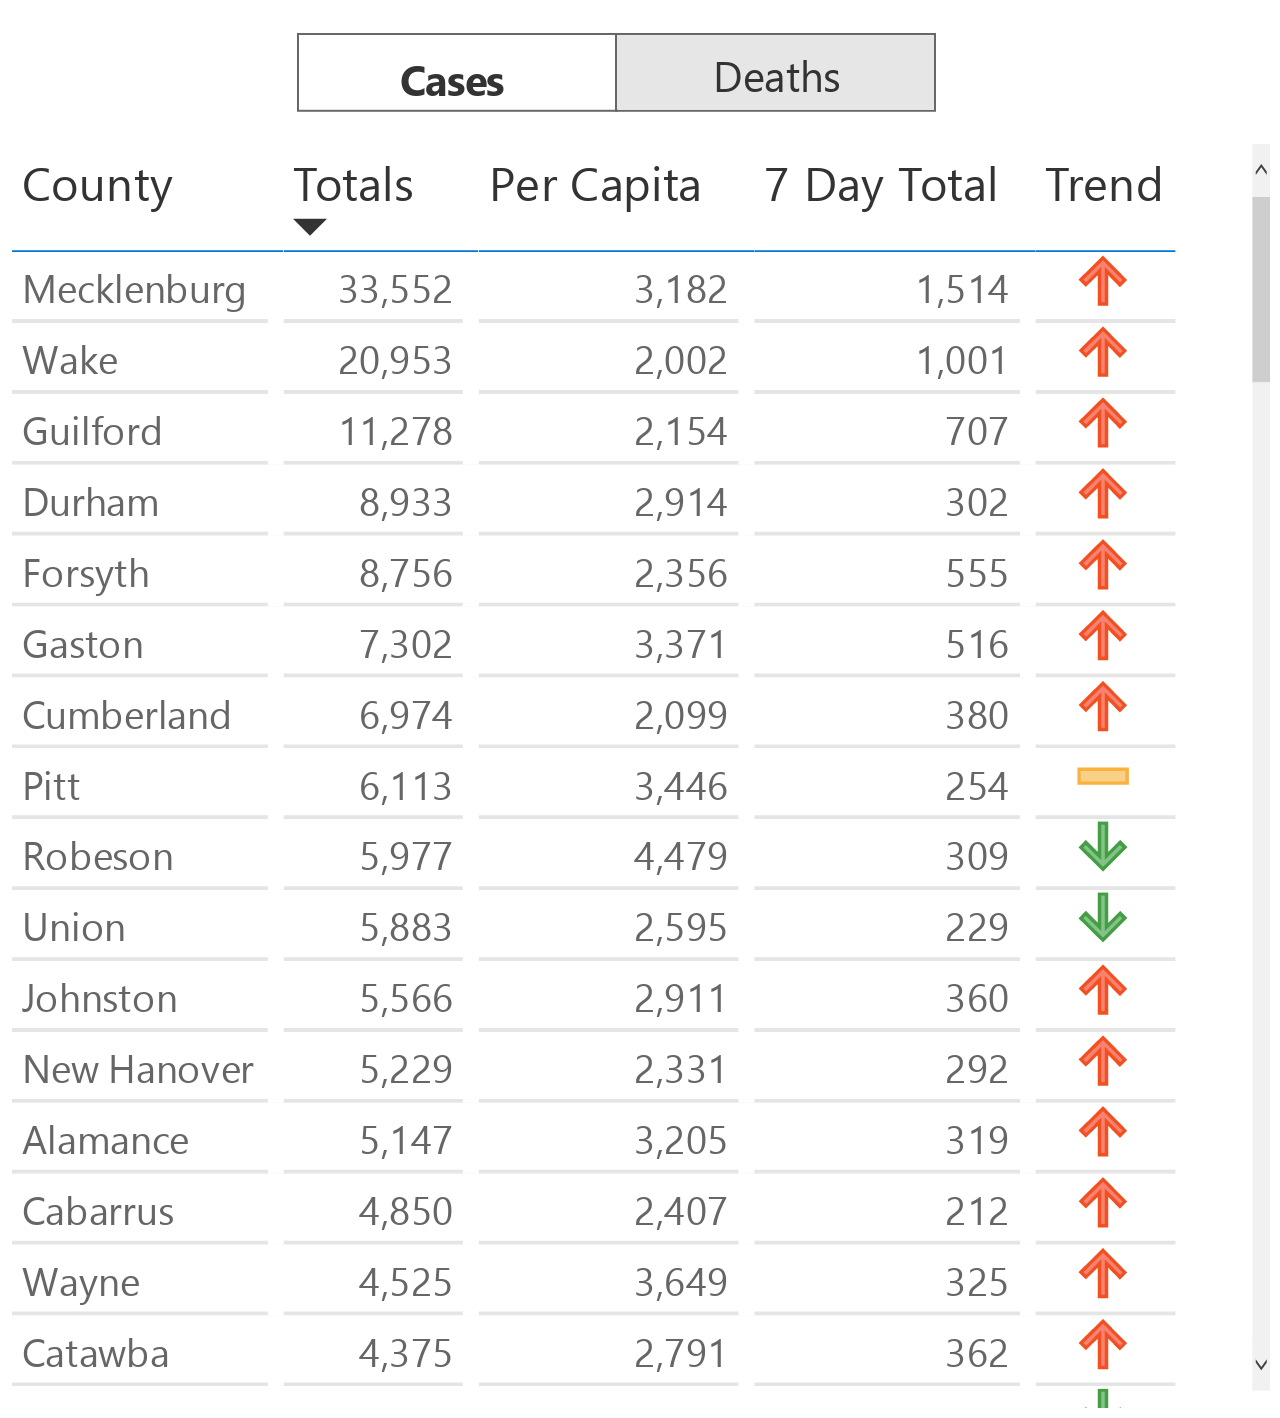 Cases Deaths
County Totals Per Capita 7 Day Total Trend
Mecklenburg 33,552 3,182 1,514
Wake 20,953 2,002 1,001
Guilford 11,278 2,154 707
Durham 8,933 2,914 302
Forsyth 8,756 2,356 555
Gaston 7,302 3,371 516
Cumberland 6,974 2,099 380
Pitt 6,113 3,446 254
Robeson 5,977 4,479 309
Union 5,883 2,595 229
Johnston 5,566 2,911 360
New Hanover 5,229 2,331 292
Alamance 5,147 3,205 319
Cabarrus 4,850 2,407 212
Wayne 4,525 3,649 325
Catawba 4,375 2,791 362